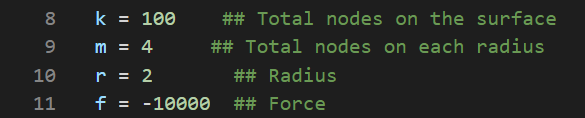 8 k = 100 ## Total nodes on the surface
9 m = 4 ## Total nodes on each radius
10 r = 2 ## Radius
11 f = -10000 ## Force